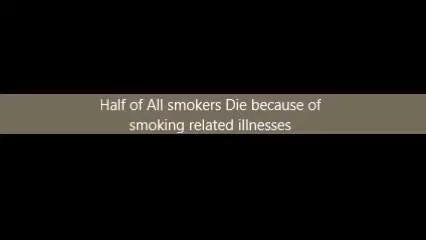 Half of All smokers Die because of
smoking related illnesses